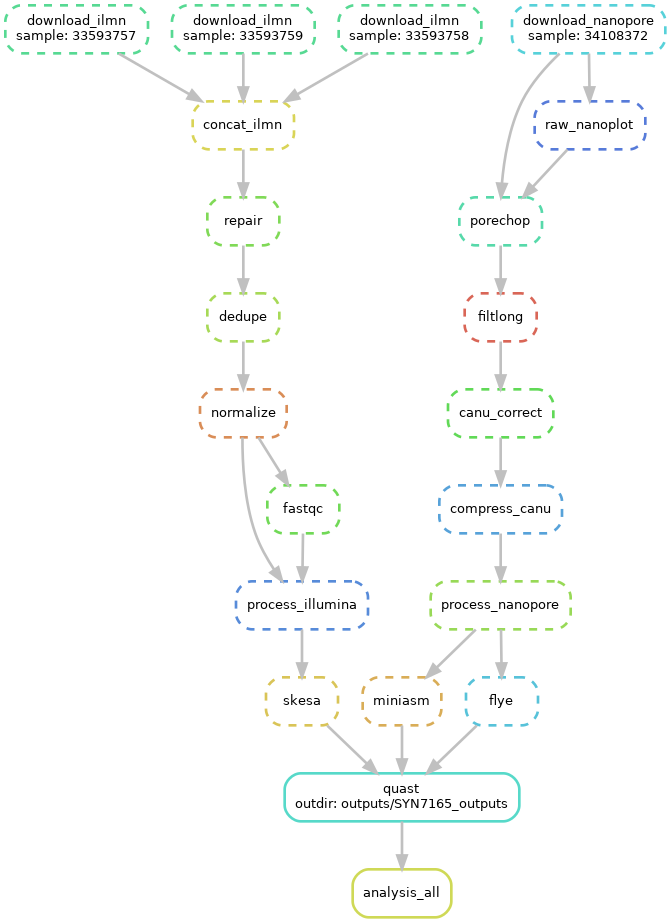 download_ilmn
sample: 33593757
download_ilmn
sample: 33593759
download_ilmn
sample: 33593758
download_nanopore
sample: 34108372
concat_ilmn
raw_nanoplot
repair
porechop
dedupe
filtlong
normalize
canu_correct
fastqc
compress_canu
process_illumina
process_nanopore
skesa
miniasm
flye
quast
outdir: outputs/SYN7165_outputs
analysis_all